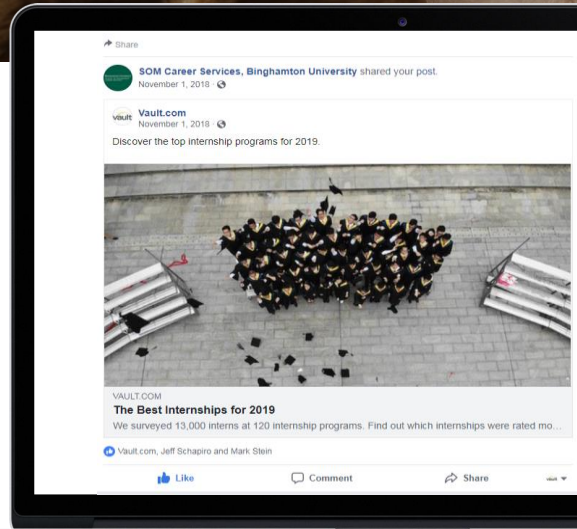 Share
SOM Career Services, Binghamton University shared your post.
November 1, 2018 ·
vault Vault.com
November 1, 2018 ·
Discover the top internship programs for 2019.
VAULT.COM
The Best Internships for 2019
We surveyed 13,000 interns at 120 internship programs. Find out which internships were rated mo...
Vault.com, Jeff Schapiro and Mark Stein
Like Comment Share